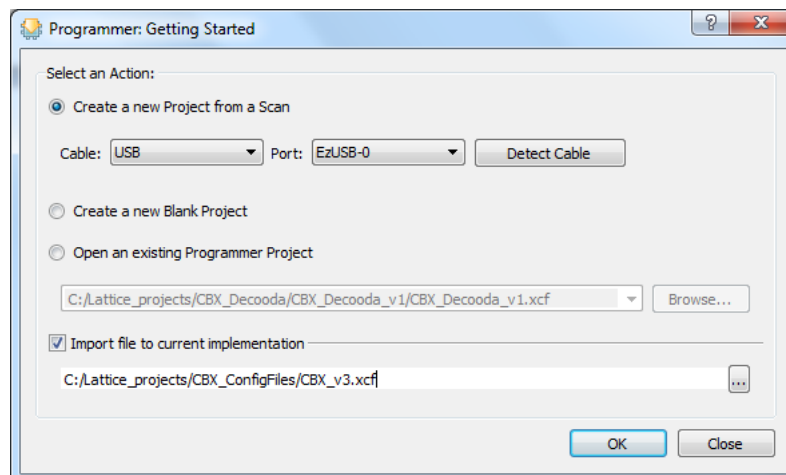 Programmer: Getting Started
Select an Action:
Create a new Project from a Scan
Cable: USB Port: EzUSB-0 Detect Cable
Create a new Blank Project
Open an existing Programmer Project
C:/Lattice_projects/CBX_Decooda/CBX_Decooda_v1/CBX_Decooda_v1.xcf Browse...
Import file to current implementation
C:/Lattice_projects/CBX_ConfigFiles/CBX_v3.xcf ...
OK Close